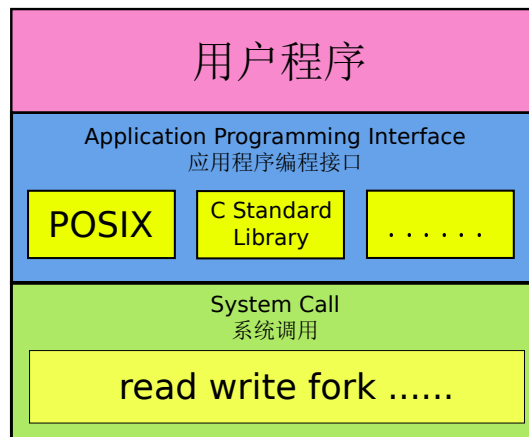 用户程序
Application Programming Interface
应用程序编程接口
POSIX
C Standard
Library
. . . . . .
System Call
系统调用
read write fork ......